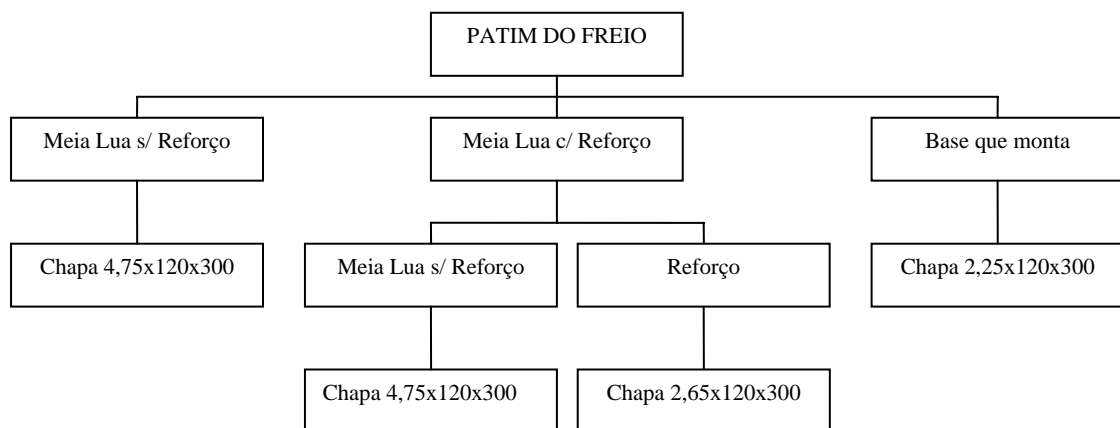 PATIM DO FREIO
Meia Lua s/ Reforço
Meia Lua c/ Reforço
Base que monta
Chapa 4,75x120x300
Meia Lua s/ Reforço
Reforço
Chapa 2,25x120x300
Chapa 4,75x120x300
Chapa 2,65x120x300